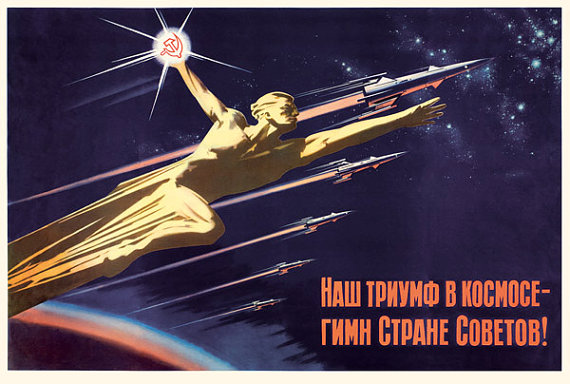 Наш триумф в космосе-
гимн Стране Советов!